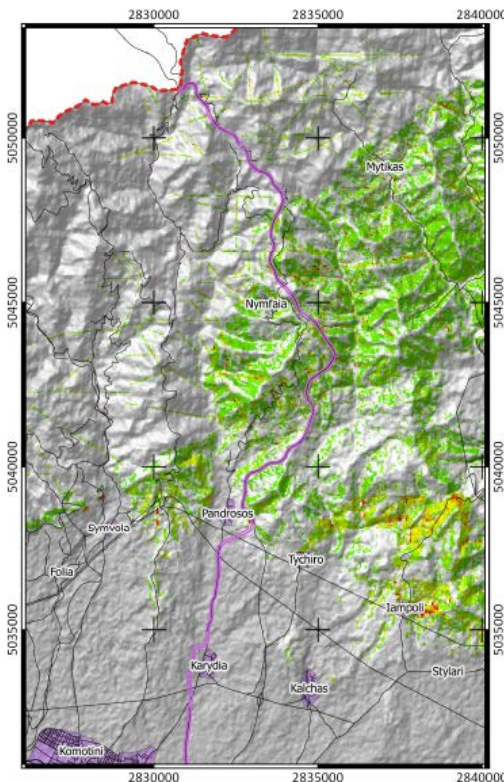 2830000 2835000 2840000
5050000 5050000
Mytikas
5045000 5045000
Nymfaia
5040000 5040000
Pandrosos
Symvola
Tychiro
Folia
Iampoli
5035000 5035000
Karydia
Stylari
Kalchas
Komotini
2830000 2835000 2840000